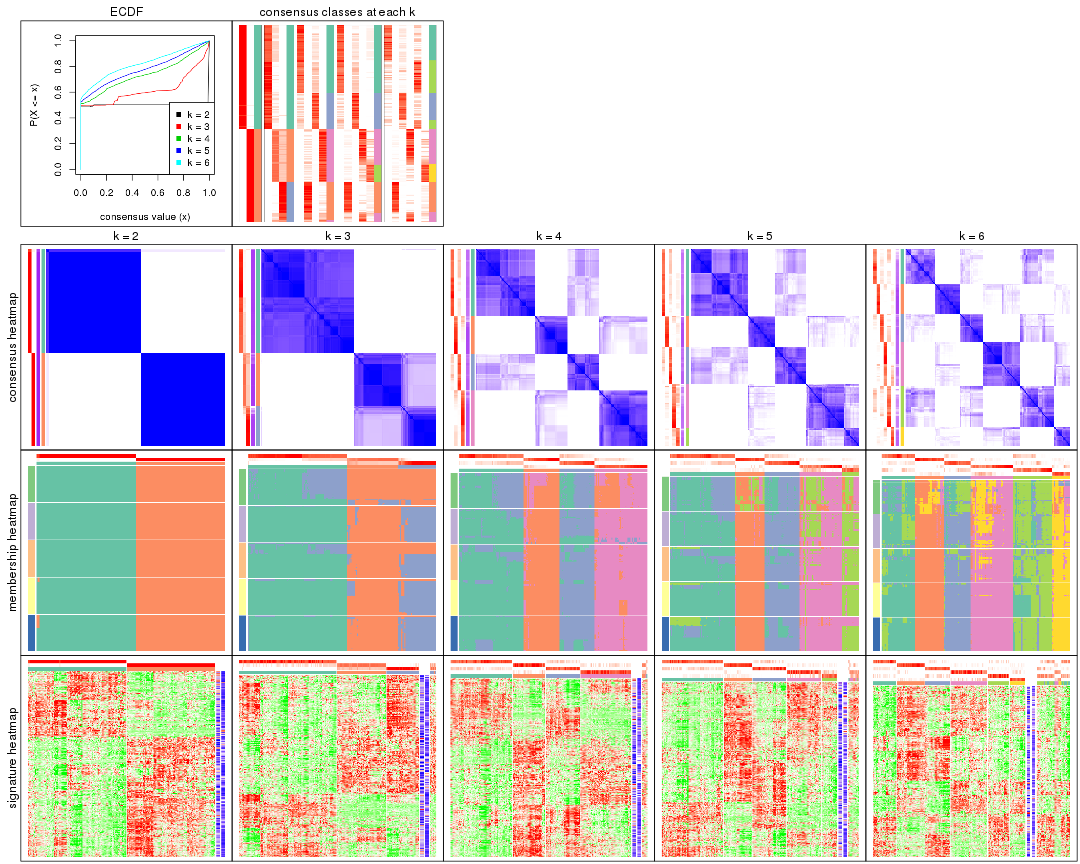 ECDF
consensus classes at each k
P(X <= x)
0.0 0.2 0.4 0.6 0.8 1.0
k = 2
k = 3
k = 4
k = 5
k = 6
0.0 0.2 0.4 0.6 0.8 1.0
consensus value (x)
k = 2
k = 3
k = 4
k = 5
k = 6
consensus heatmap
membership heatmap
signature heatmap